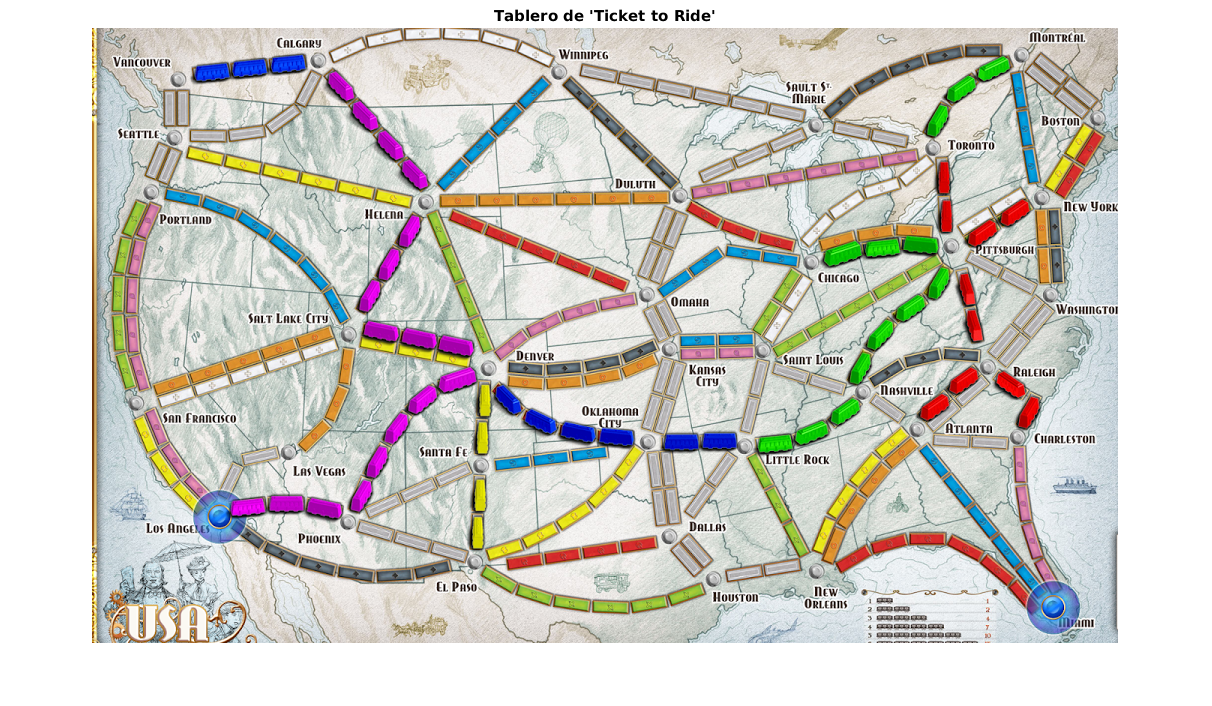 Tablero de 'Ticket to Ride'
Calgary
Montréal
Vancouver
Winnipeg
Sault St.
Marie
Seattle
Boston
Toronto
Duluth
Portland
Helena
New York
Pittsburgh
Chicago
Omaha
Salt Lake City
Washington
Denver
Saint Louis
Kansas
City
Raleigh
Nashville
San Francisco
Oklahoma
City
Atlanta
Charleston
Santa Fe
Little Rock
Las Vegas
Los Angeles
Phoenix
Dallas
El Paso
Houston
New
Orleans
Miami
USA
1 1
2 2
3 4
4 7
5 10